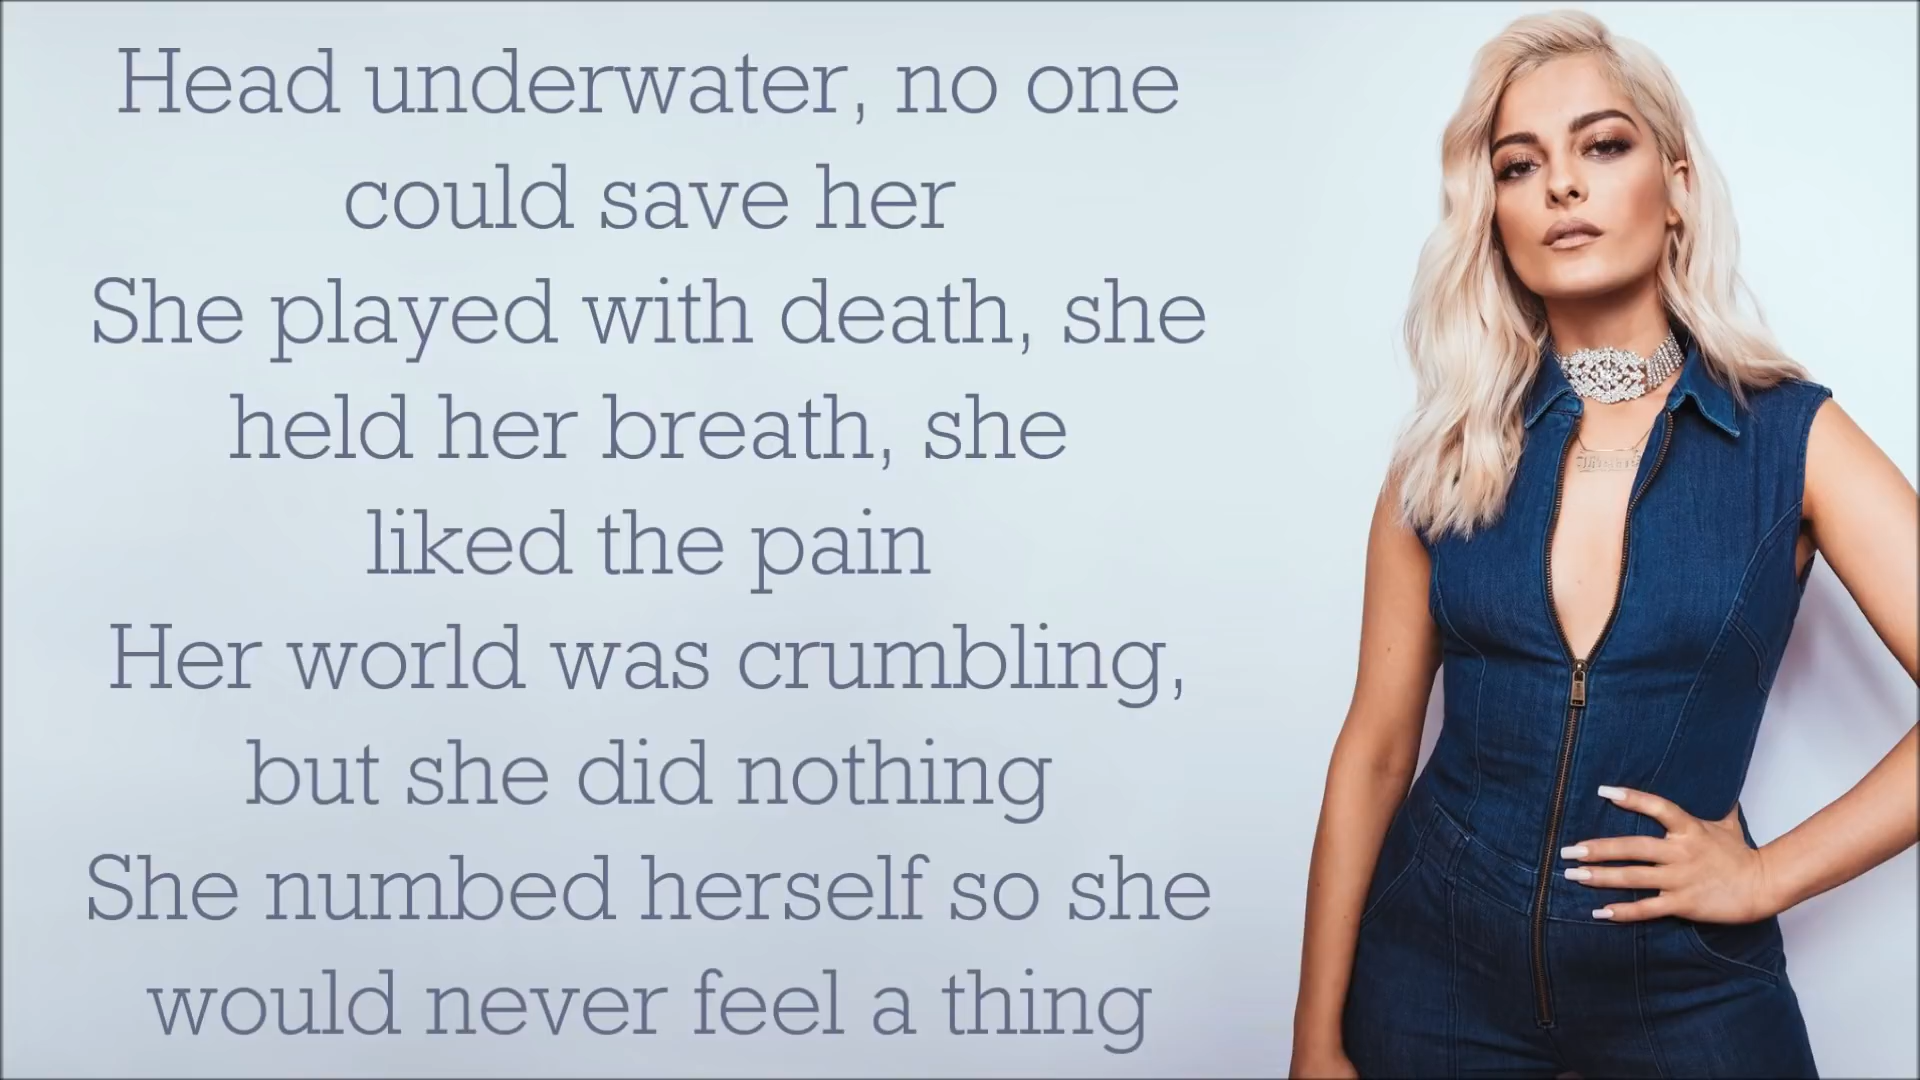 Head underwater, no one
could save her
She played with death, she
held her breath, she
liked the pain
Her world was crumbling,
but she did nothing
She numbed herself so she
would never feel a thing